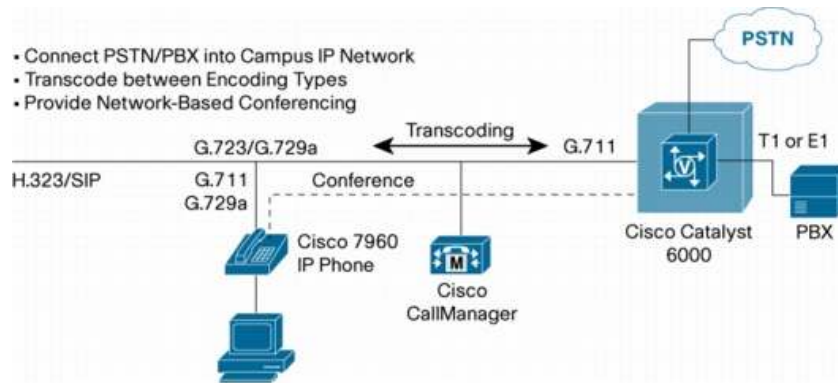 PSTN
• Connect PSTN/PBX into Campus IP Network
• Transcode between Encoding Types
• Provide Network-Based Conferencing
Transcoding
G.723/G.729a
G.711
T1 or E1
V
H.323/SIP
G.711
G.729a
Conference
Cisco 7960
IP Phone
M
Cisco
CallManager
Cisco Catalyst
6000
PBX